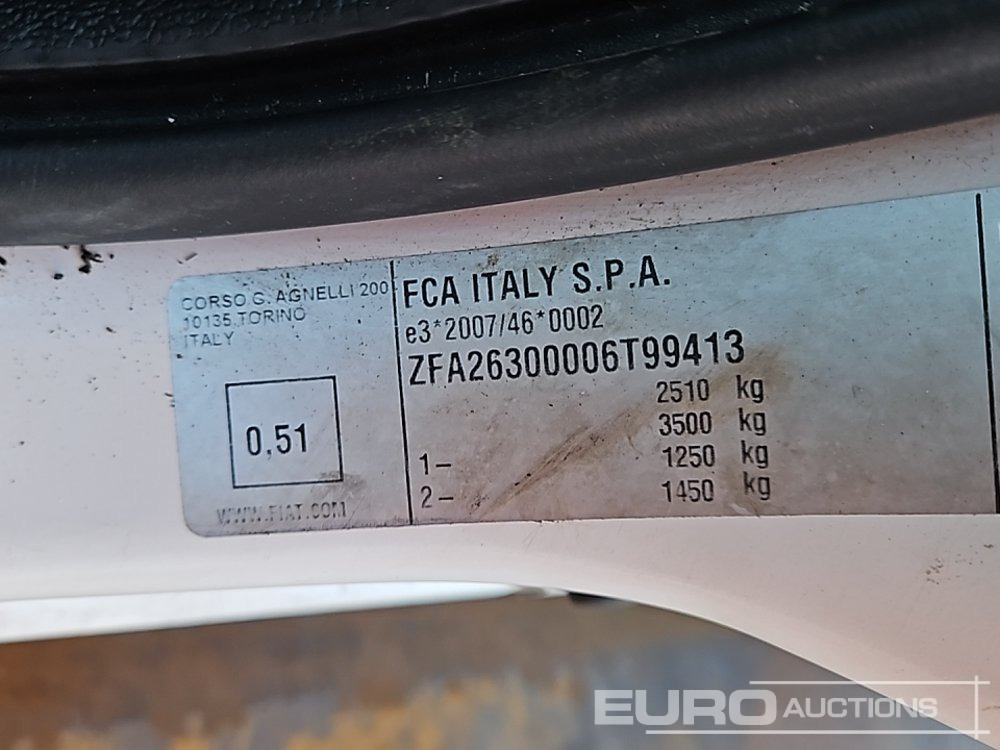 CORSO G. AGNELLI 200
10135 TORINO
ITALY
0,51
WWW.FIAT.COM
FCA ITALY S.P.A.
e3*2007/46*0002
ZFA26300006T99413
2510 kg
3500 kg
1– 1250 kg
2– 1450 kg
EURO AUCTIONS